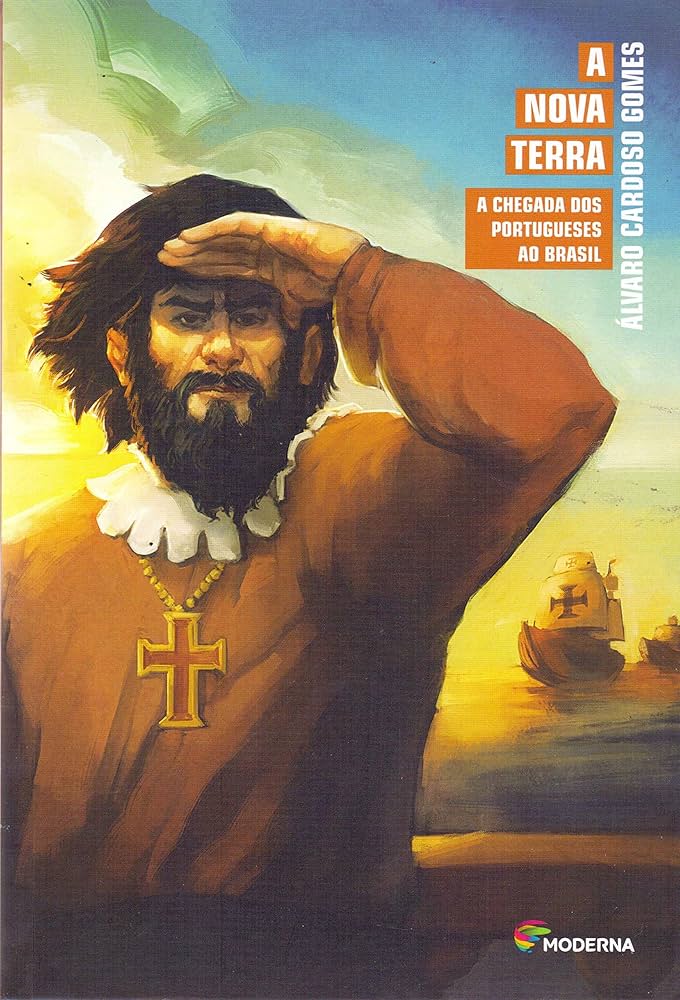 A
NOVA
TERRA
A CHEGADA DOS
PORTUGUESES
AO BRASIL
ÁLVARO CARDOSO GOMES
MODERNA